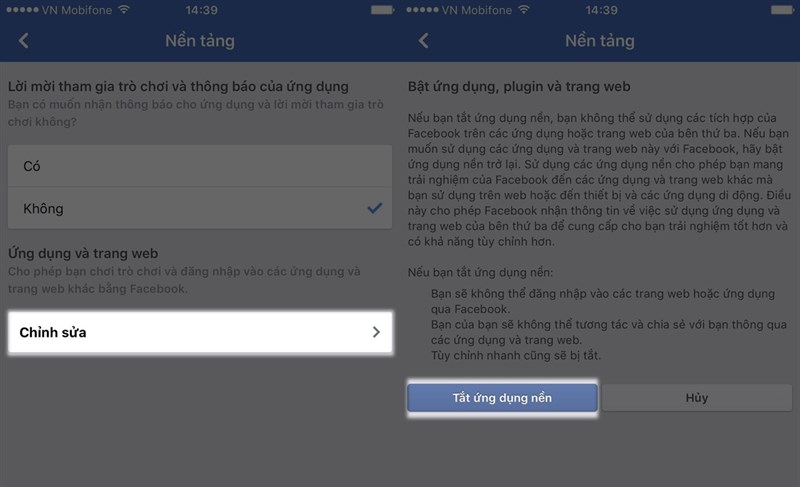 VN Mobifone
14:39
Nền tảng
Lời mời tham gia trò chơi và thông báo của ứng dụng
Bạn có muốn nhận thông báo cho ứng dụng và lời mời tham gia trò
chơi không?
Có
Không
Ứng dụng và trang web
Cho phép bạn chơi trò chơi và đăng nhập vào các ứng dụng và
trang web khác bằng Facebook.
Chỉnh sửa
VN Mobifone
14:39
Nền tảng
Bật ứng dụng, plugin và trang web
Nếu bạn tắt ứng dụng nền, bạn không thể sử dụng các tích hợp của
Facebook trên các ứng dụng hoặc trang web của bên thứ ba. Nếu
bạn muốn sử dụng các ứng dụng và trang web này với Facebook, hãy bật
ứng dụng nền trở lại. Sử dụng các ứng dụng nền cho phép bạn mang
trải nghiệm của Facebook đến các ứng dụng và trang web khác mà
bạn sử dụng trên web hoặc đến thiết bị và các ứng dụng di động. Điều
này cho phép Facebook nhận thông tin về việc sử dụng ứng dụng và
trang web của bên thứ ba để cung cấp cho bạn trải nghiệm tốt hơn và
có khả năng tùy chỉnh hơn.
Nếu bạn tắt ứng dụng nền:
Bạn sẽ không thể đăng nhập vào các trang web hoặc ứng dụng
qua Facebook.
Bạn của bạn sẽ không thể tương tác và chia sẻ với bạn thông qua
các ứng dụng và trang web.
Tùy chỉnh nhanh cũng sẽ bị tắt.
Tắt ứng dụng nền
Hủy